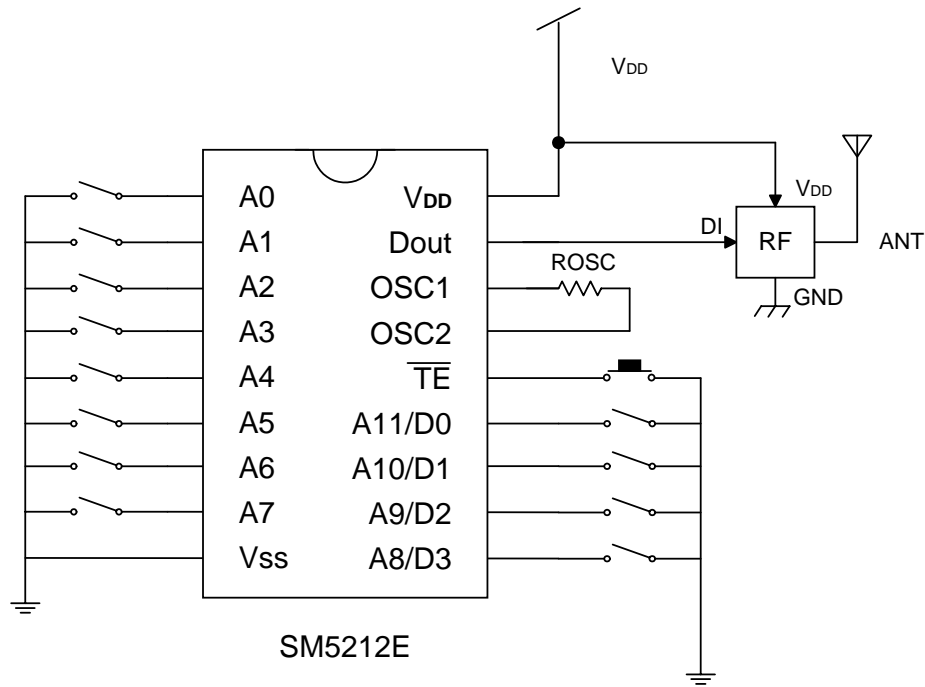 VDD
A0
A1
A2
A3
A4
A5
A6
A7
Vss
VDD
Dout
OSC1
OSC2
TE
A11/D0
A10/D1
A9/D2
A8/D3
ROSC
DI
VDD
RF
GND
ANT
SM5212E